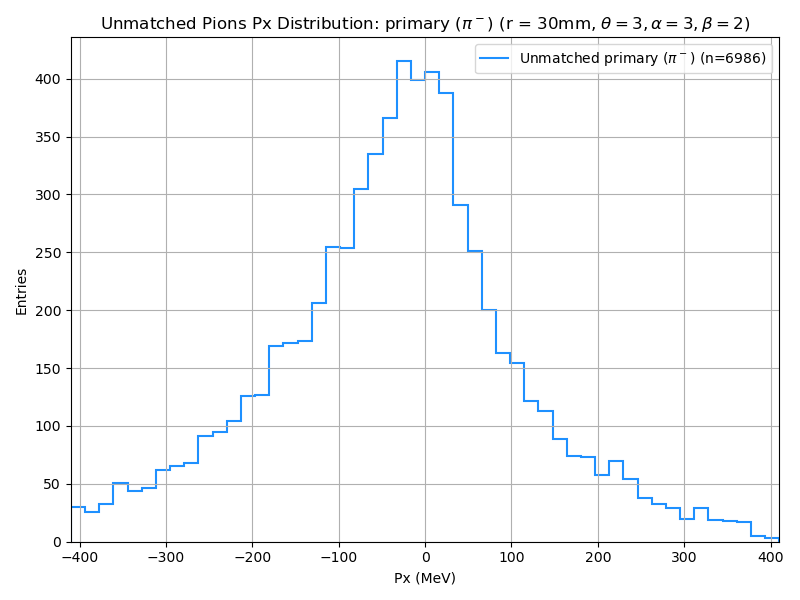 Unmatched Pions Px Distribution: primary (π⁻) (r = 30mm, θ = 3, α = 3, β = 2)
Unmatched primary (π⁻) (n=6986)
400
350
300
250
200
150
100
50
0
Entries
−400 −300 −200 −100 0 100 200 300 400
Px (MeV)